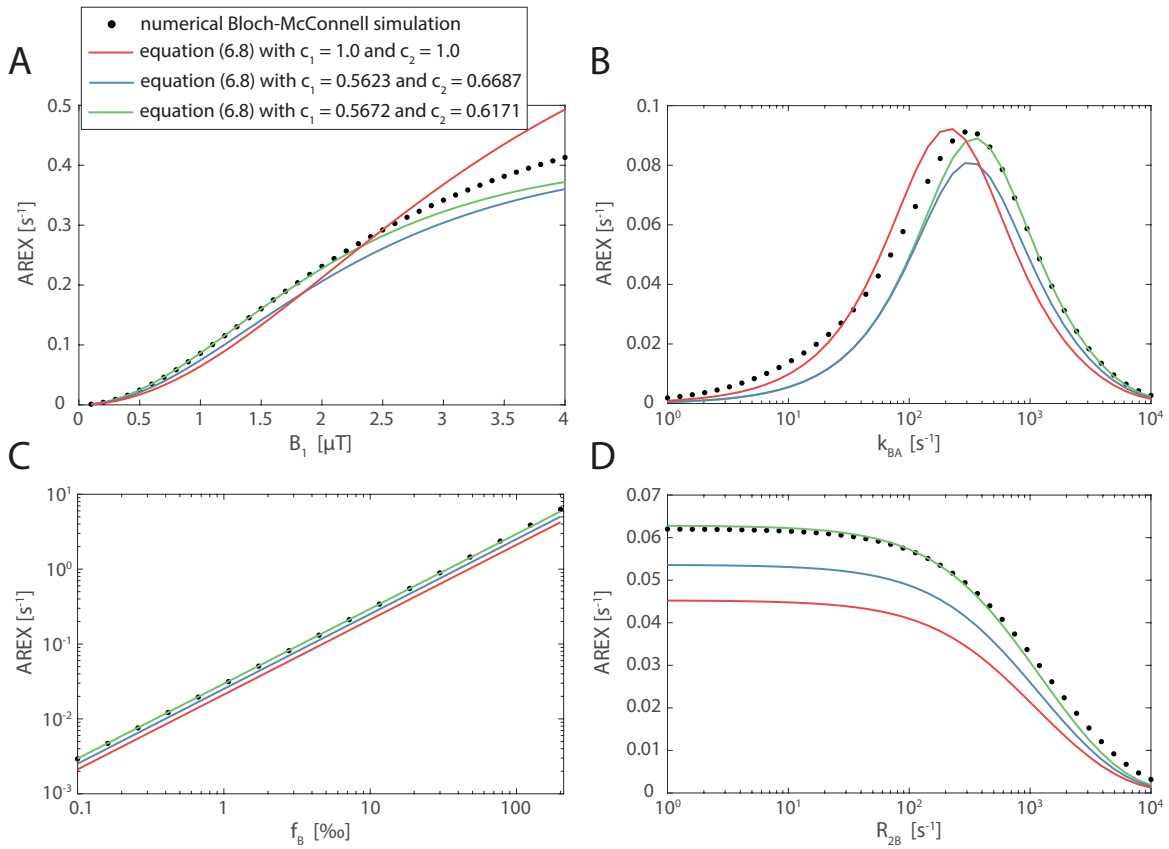 numerical Bloch-McConnell simulation
equation (6.8) with c₁ = 1.0 and c₂ = 1.0
equation (6.8) with c₁ = 0.5623 and c₂ = 0.6687
equation (6.8) with c₁ = 0.5672 and c₂ = 0.6171
A
0.5
0.4
0.3
0.2
0.1
0
AREX [s⁻¹]
0 0.5 1 1.5 2 2.5 3 3.5 4
B₁ [µT]
B
0.1
0.08
0.06
0.04
0.02
0
AREX [s⁻¹]
10⁰ 10¹ 10² 10³ 10⁴
k_BA [s⁻¹]
C
10¹
10⁰
10⁻¹
10⁻²
10⁻³
AREX [s⁻¹]
0.1 1 10 100
f_B [‰]
D
0.07
0.06
0.05
0.04
0.03
0.02
0.01
0
AREX [s⁻¹]
10⁰ 10¹ 10² 10³ 10⁴
R_2B [s⁻¹]